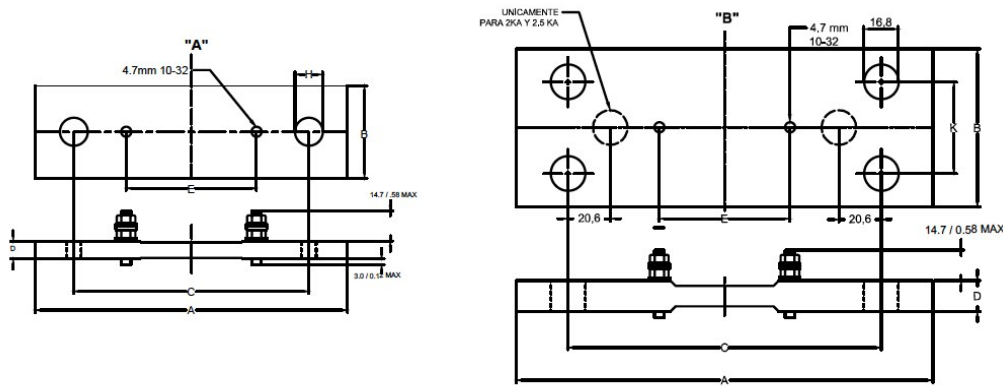 "A"
4.7mm 10-32
H
B
E
14.7 / .58 MAX
D
3.0 / 0.12 MAX
C
A
UNICAMENTE
PARA 2KA Y 2,5 KA
"B"
4,7 mm
10-32
16,8
K
B
20,6
E
20,6
14.7 / 0.58 MAX
D
C
A